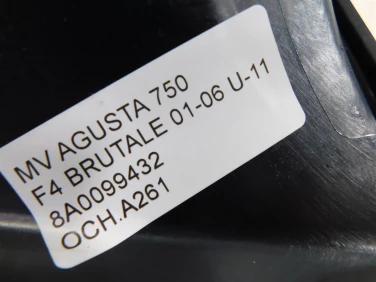 MV AGUSTA 750
F4 BRUTALE 01-06 U-11
8A0099432
OCH.A261